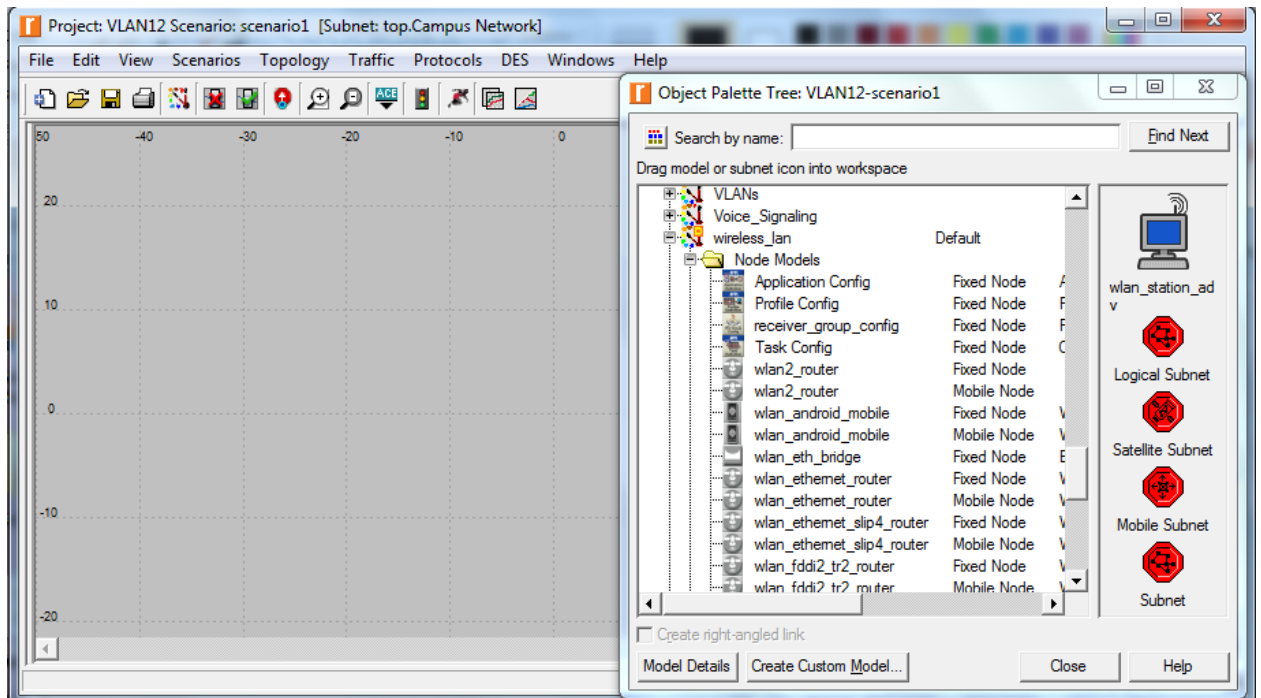 Project: VLAN12 Scenario: scenario1 [Subnet: top.Campus Network]
File Edit View Scenarios Topology Traffic Protocols DES Windows Help
ACE
50 -40 -30 -20 -10 0
20
10
0
-10
-20
Object Palette Tree: VLAN12-scenario1
Search by name: Find Next
Drag model or subnet icon into workspace
VLANs
Voice_Signaling
wireless_lan Default
Node Models
Application Config Fixed Node
Profile Config Fixed Node
receiver_group_config Fixed Node
Task Config Fixed Node
wlan2_router Fixed Node
wlan2_router Mobile Node
wlan_android_mobile Fixed Node
wlan_android_mobile Mobile Node
wlan_eth_bridge Fixed Node
wlan_ethernet_router Fixed Node
wlan_ethernet_router Mobile Node
wlan_ethernet_slip4_router Fixed Node
wlan_ethernet_slip4_router Mobile Node
wlan_fddi2_tr2_router Fixed Node
wlan_fddi2_tr2_router Mobile Node
wlan_station_ad
v
Logical Subnet
Satellite Subnet
Mobile Subnet
Subnet
Create right-angled link
Model Details Create Custom Model... Close Help